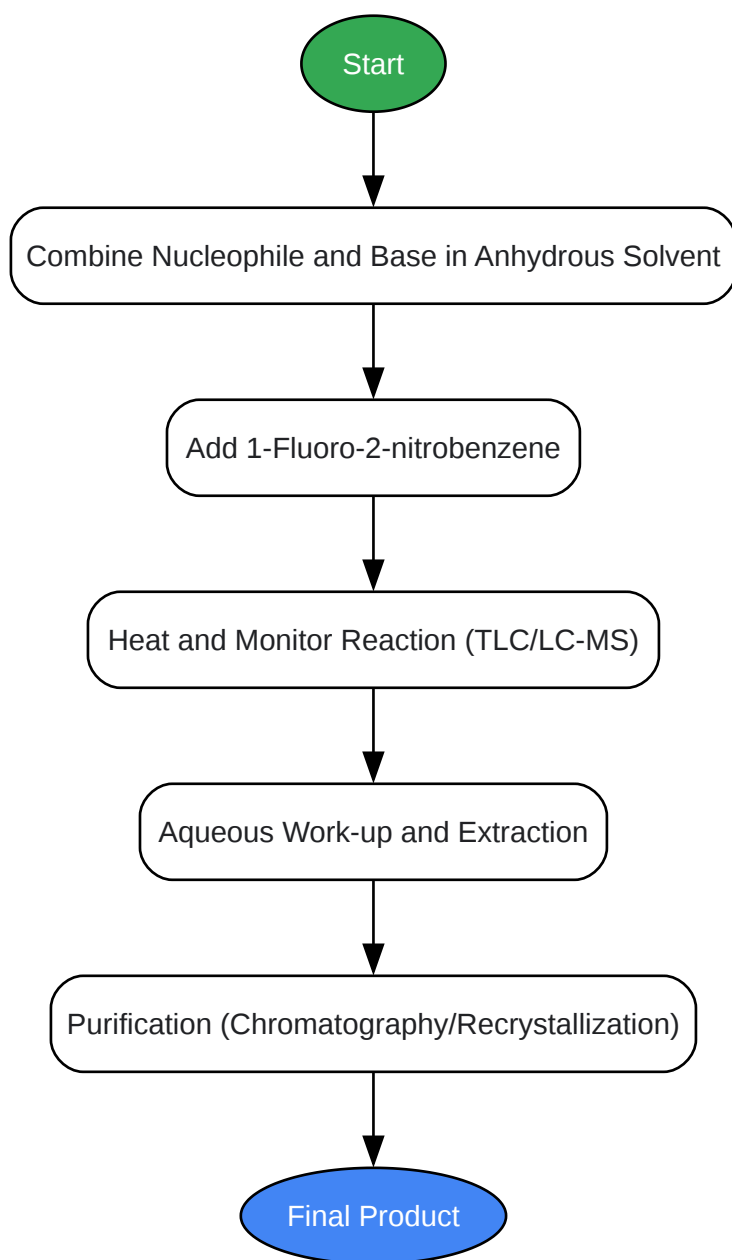 Start
Combine Nucleophile and Base in Anhydrous Solvent
Add 1-Fluoro-2-nitrobenzene
Heat and Monitor Reaction (TLC/LC-MS)
Aqueous Work-up and Extraction
Purification (Chromatography/Recrystallization)
Final Product